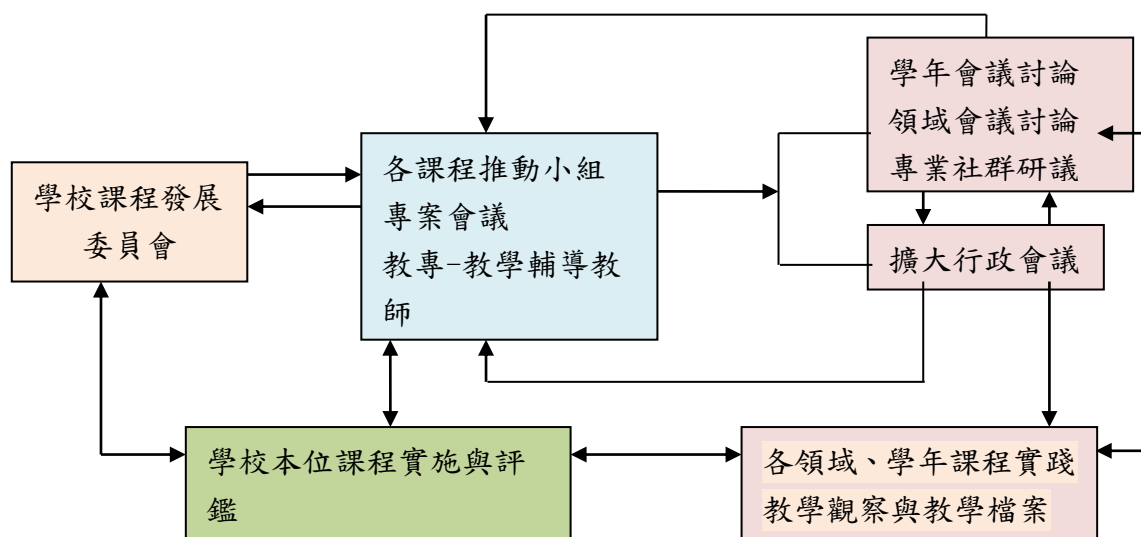 學校課程發展
委員會
各課程推動小組
專案會議
教專-教學輔導教
師
學年會議討論
領域會議討論
專業社群研議
擴大行政會議
學校本位課程實施與評
鑑
各領域、學年課程實踐
教學觀察與教學檔案